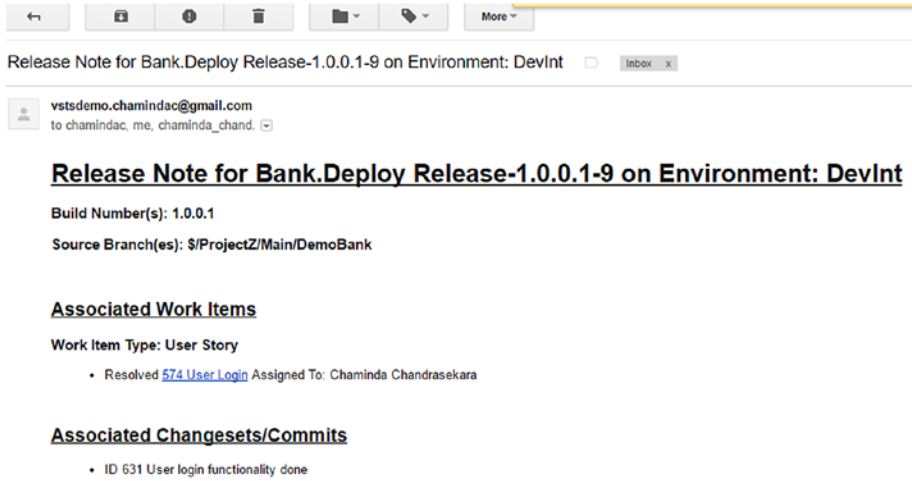 More
Release Note for Bank.Deploy Release-1.0.0.1-9 on Environment: DevInt Inbox x
vstsdemo.chamindac@gmail.com
to chamindac, me, chaminda_chand.
Release Note for Bank.Deploy Release-1.0.0.1-9 on Environment: DevInt
Build Number(s): 1.0.0.1
Source Branch(es): $/ProjectZ/Main/DemoBank
Associated Work Items
Work Item Type: User Story
• Resolved 574 User Login Assigned To: Chaminda Chandrasekara
Associated Changesets/Commits
• ID 631 User login functionality done